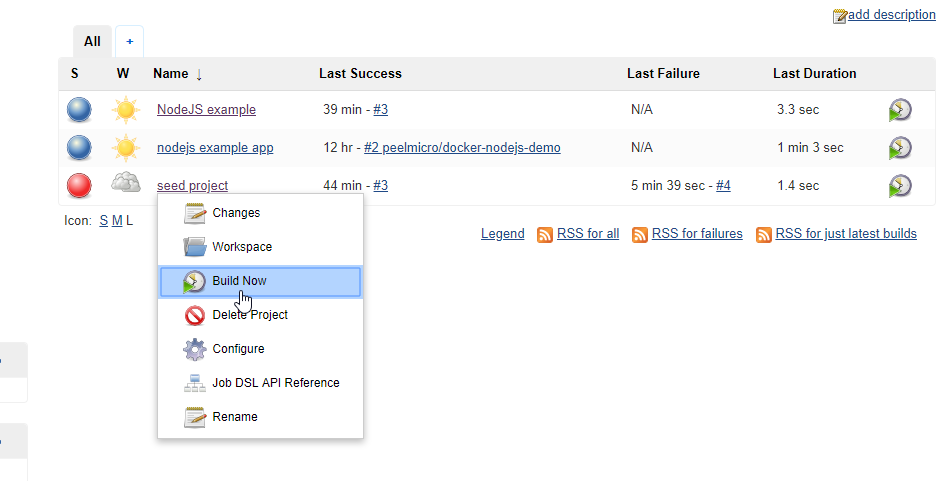 add description
All +
S W Name ↓ Last Success Last Failure Last Duration
NodeJS example 39 min - #3 N/A 3.3 sec
nodejs example app 12 hr - #2 peelmicro/docker-nodejs-demo N/A 1 min 3 sec
seed project 44 min - #3 5 min 39 sec - #4 1.4 sec
Icon: S M L
Legend RSS for all RSS for failures RSS for just latest builds
Changes
Workspace
Build Now
Delete Project
Configure
Job DSL API Reference
Rename